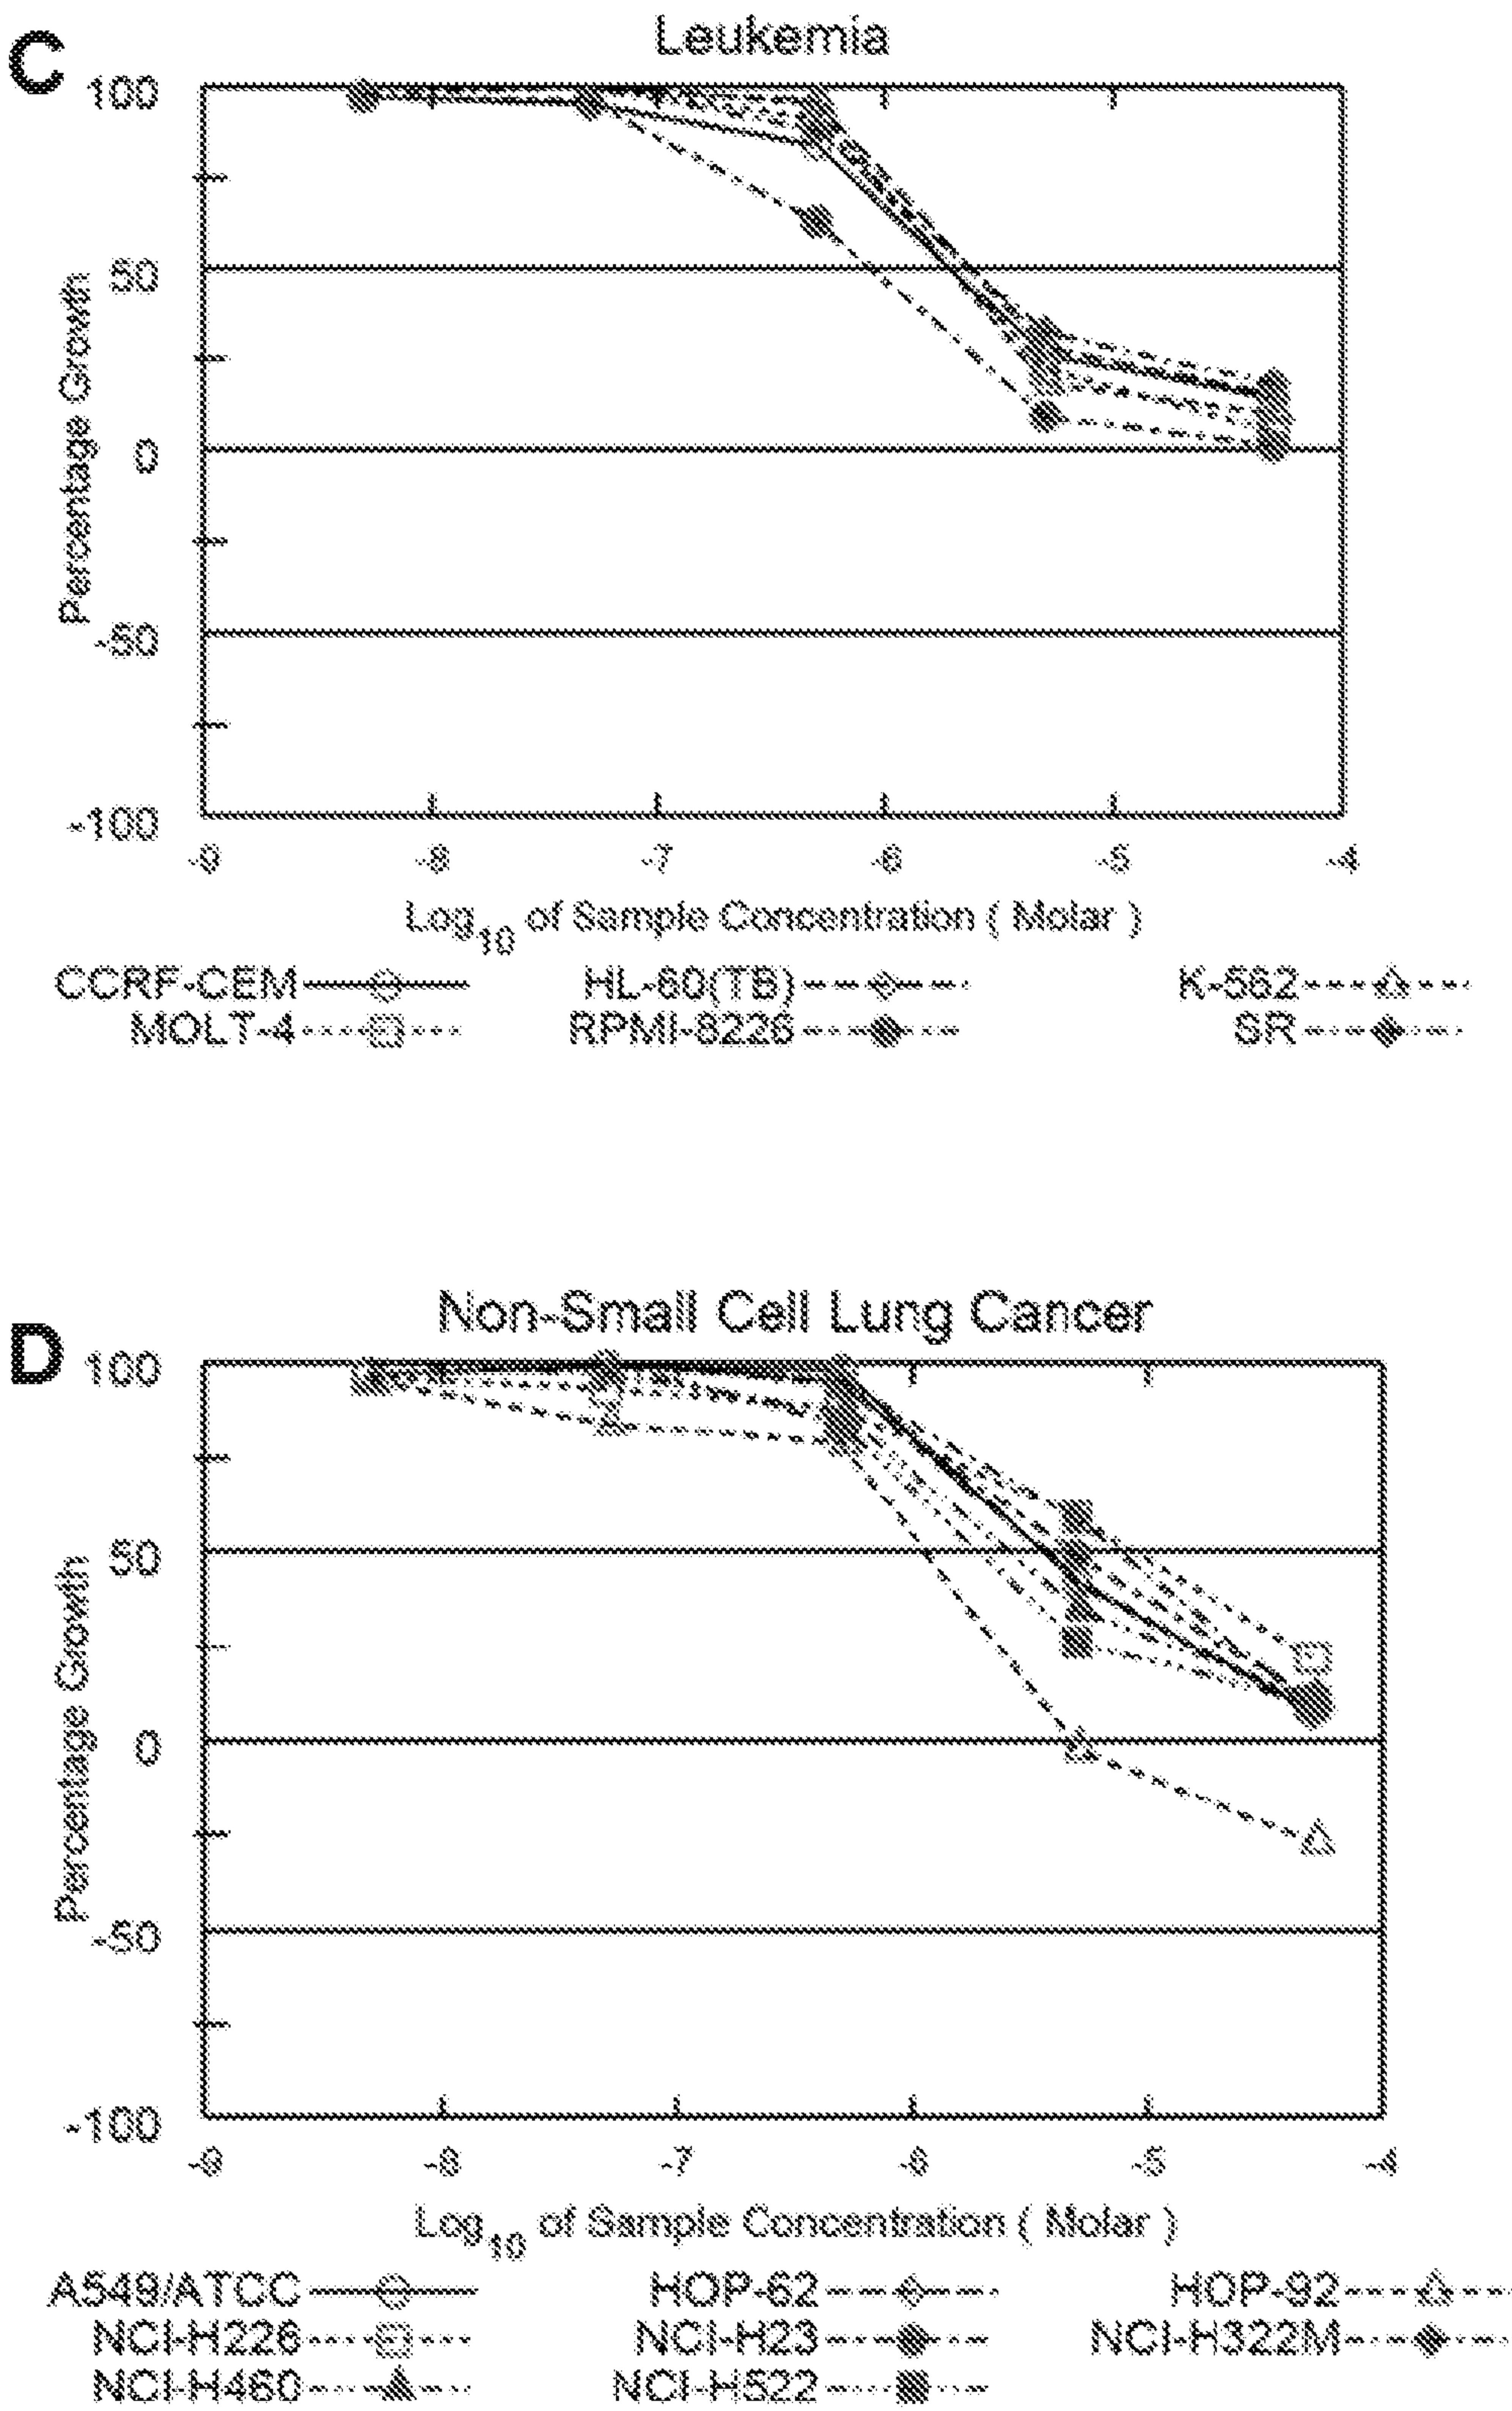 C
Leukemia
100
50
0
-50
-100
Percentage Growth
-9 -8 -7 -6 -5 -4
Log10 of Sample Concentration ( Molar )
CCRF-CEM HL-60(TB) K-562
MOLT-4 RPMI-8226 SR
D
Non-Small Cell Lung Cancer
100
50
0
-50
-100
Percentage Growth
-9 -8 -7 -6 -5 -4
Log10 of Sample Concentration ( Molar )
A549/ATCC HOP-62 HOP-92
NCI-H226 NCI-H23 NCI-H322M
NCI-H460 NCI-H522